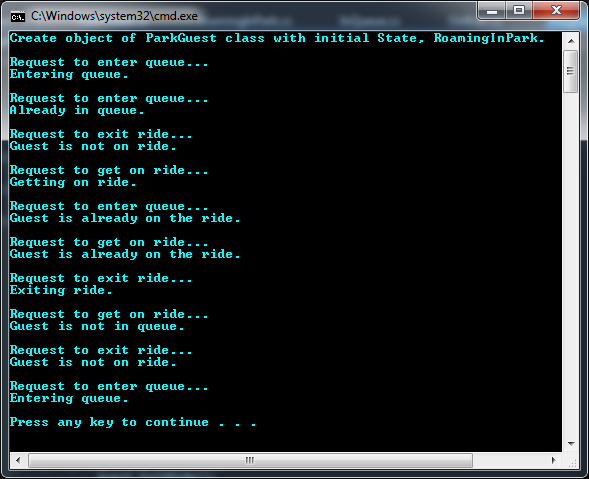 C:\Windows\system32\cmd.exe
Create object of ParkGuest class with initial State, RoamingInPark.
Request to enter queue...
Entering queue.
Request to enter queue...
Already in queue.
Request to exit ride...
Guest is not on ride.
Request to get on ride...
Getting on ride.
Request to enter queue...
Guest is already on the ride.
Request to get on ride...
Guest is already on the ride.
Request to exit ride...
Exiting ride.
Request to get on ride...
Guest is not in queue.
Request to exit ride...
Guest is not on ride.
Request to enter queue...
Entering queue.
Press any key to continue . . .